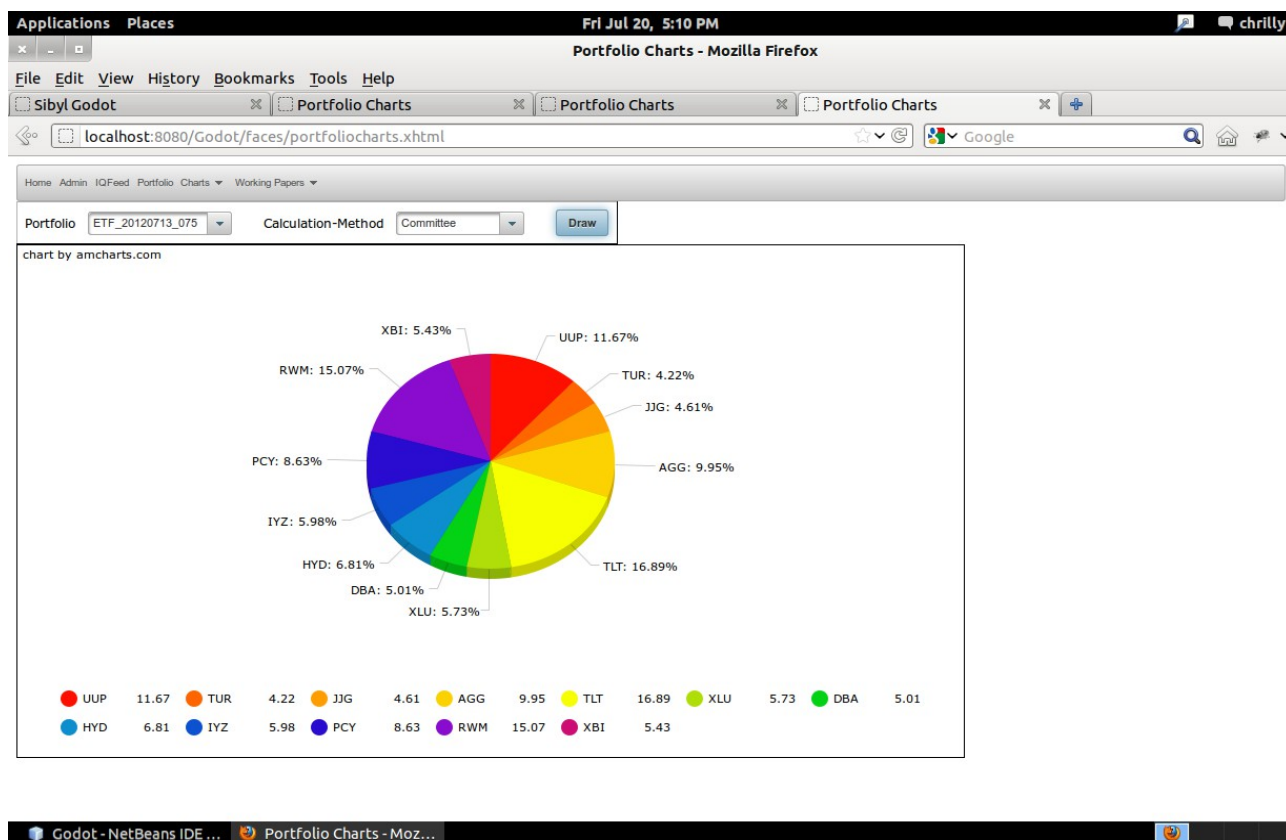 Applications Places Fri Jul 20, 5:10 PM chrilly
Portfolio Charts - Mozilla Firefox
File Edit View History Bookmarks Tools Help
Sibyl Godot Portfolio Charts Portfolio Charts Portfolio Charts
localhost:8080/Godot/faces/portfoliocharts.xhtml Google
Home Admin IQFeed Portfolio Charts Working Papers
Portfolio ETF_20120713_075 Calculation-Method Committee Draw
chart by amcharts.com
XBI: 5.43%
UUP: 11.67%
RWM: 15.07%
TUR: 4.22%
JJG: 4.61%
PCY: 8.63%
AGG: 9.95%
IYZ: 5.98%
HYD: 6.81%
TLT: 16.89%
DBA: 5.01%
XLU: 5.73%
UUP 11.67 TUR 4.22 JJG 4.61 AGG 9.95 TLT 16.89 XLU 5.73 DBA 5.01
HYD 6.81 IYZ 5.98 PCY 8.63 RWM 15.07 XBI 5.43
Godot - NetBeans IDE ... Portfolio Charts - Moz...